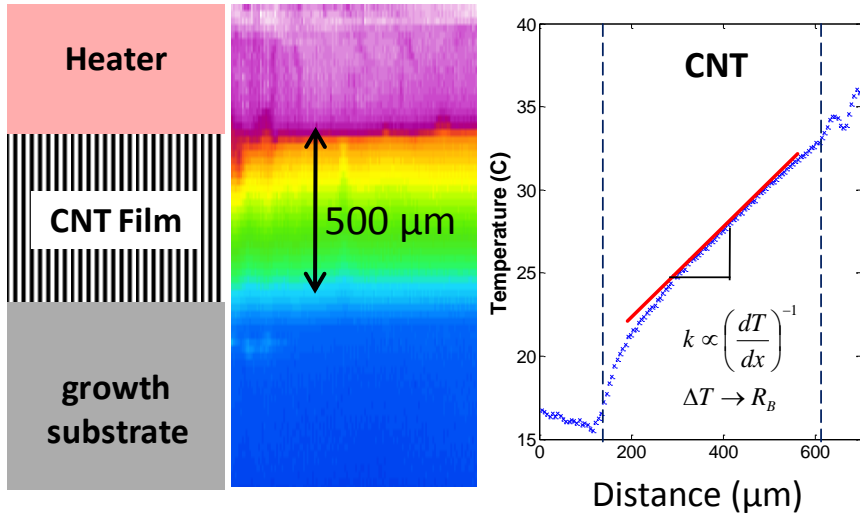 Heater
CNT Film
growth
substrate
500 µm
CNT
Temperature (C)
40
35
30
25
20
15
0
200
400
600
k ∝ (dT/dx)⁻¹
ΔT → R_B
Distance (µm)